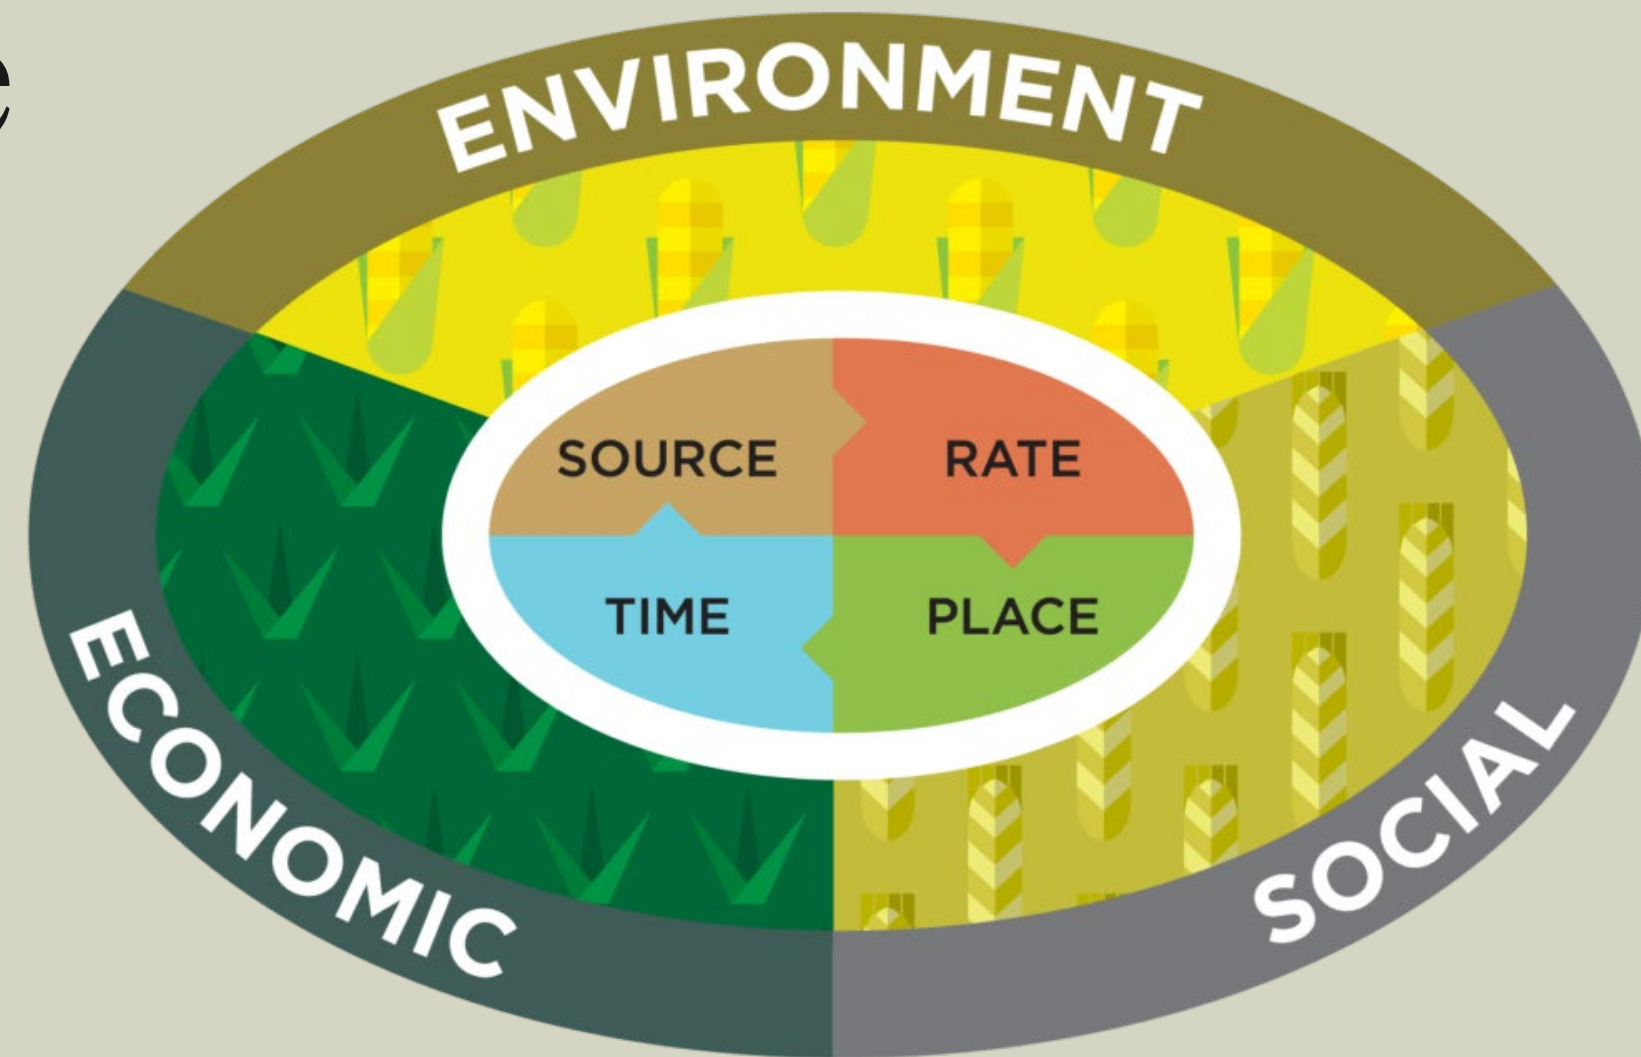 e
ENVIRONMENT
SOURCE
RATE
TIME
PLACE
ECONOMIC
SOCIAL